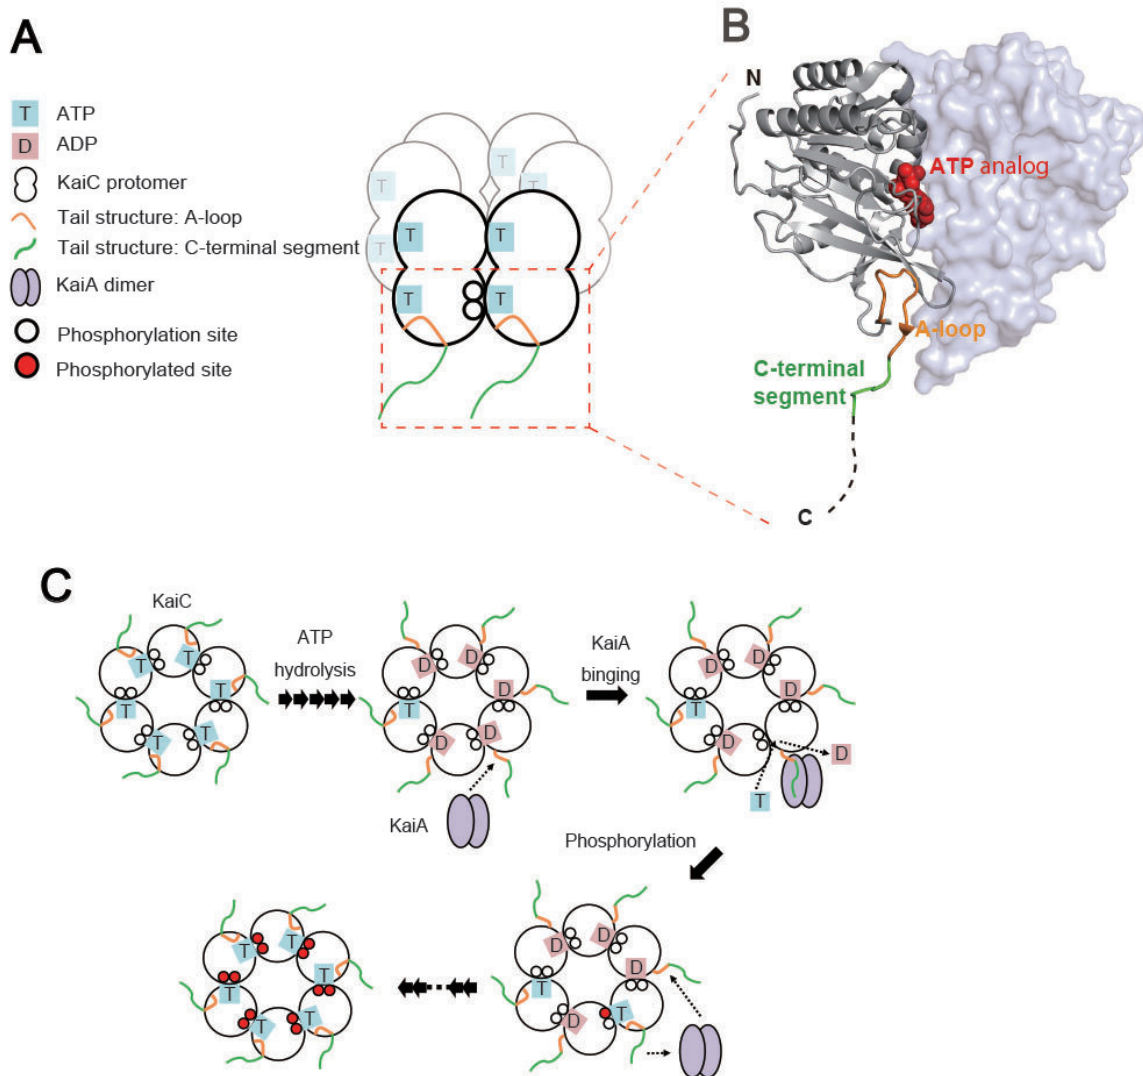 A
T ATP
D ADP
KaiC protomer
Tail structure: A-loop
Tail structure: C-terminal segment
KaiA dimer
Phosphorylation site
Phosphorylated site
T T
T T
T T
T T
B
N
ATP analog
A-loop
C-terminal
segment
C
C
KaiC
T T
T T
T T
ATP
hydrolysis
D D
T D
D D
KaiA
KaiA
binging
D D
T D
D
D
T
Phosphorylation
T T
T T
T T
D D
T D
D T